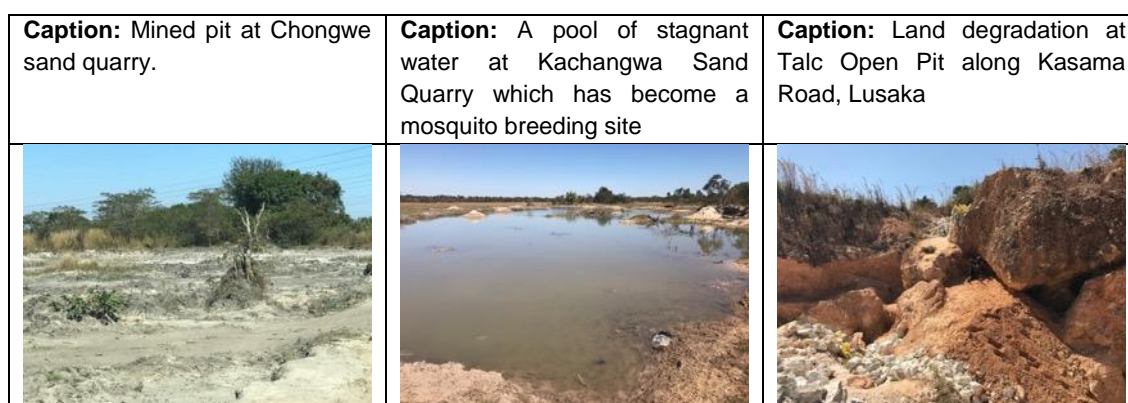 Caption: Mined pit at Chongwe
sand quarry.
Caption: A pool of stagnant
water at Kachangwa Sand
Quarry which has become a
mosquito breeding site
Caption: Land degradation at
Talc Open Pit along Kasama
Road, Lusaka